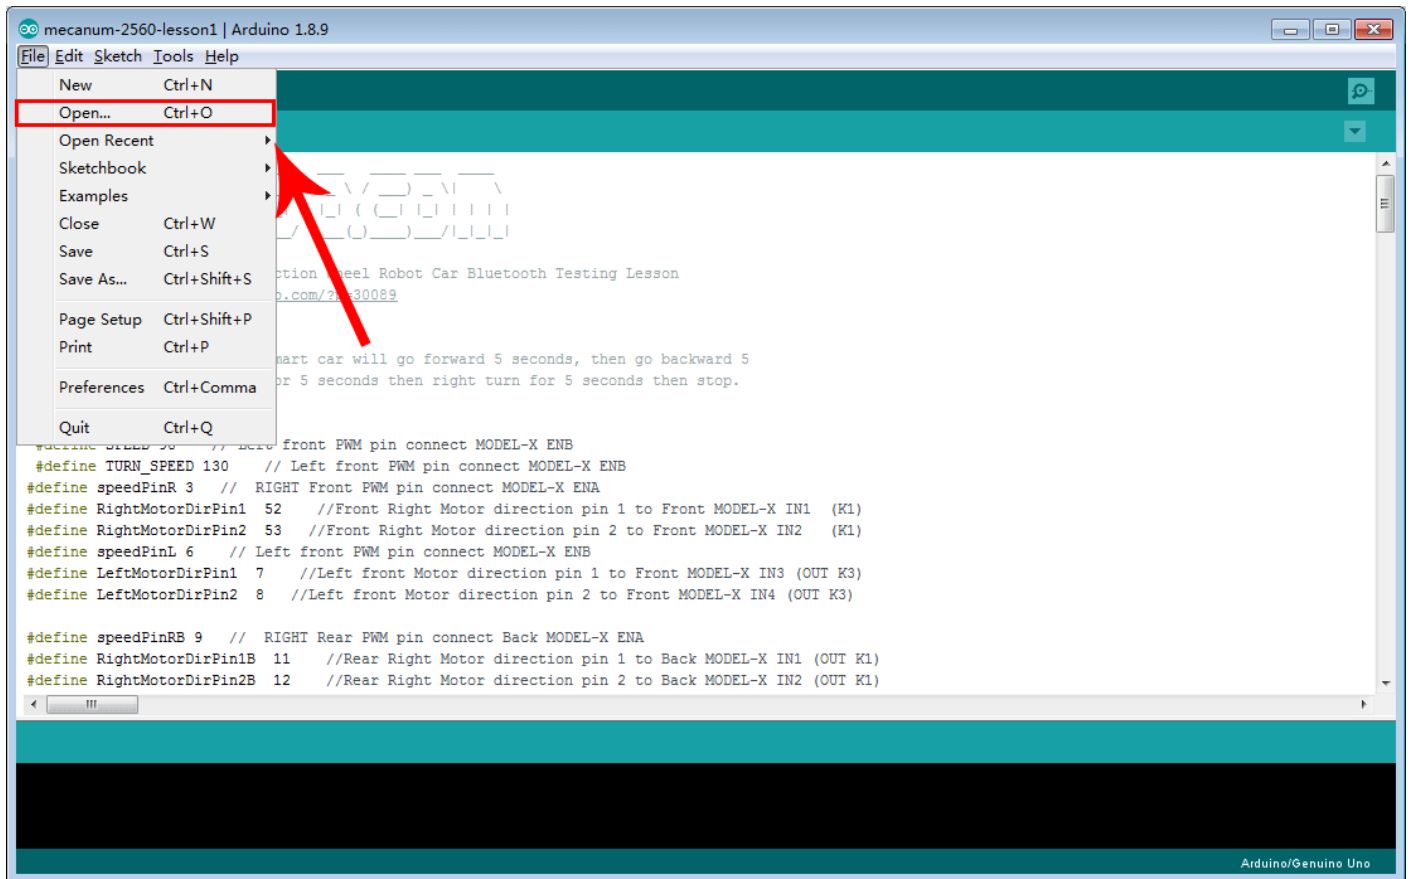 mecanum-2560-lesson1 | Arduino 1.8.9
File Edit Sketch Tools Help
New Ctrl+N
Open... Ctrl+O
Open Recent
Sketchbook
Examples
Close Ctrl+W
Save Ctrl+S
Save As... Ctrl+Shift+S
Page Setup Ctrl+Shift+P
Print Ctrl+P
Preferences Ctrl+Comma
Quit Ctrl+Q
Robot Car Bluetooth Testing Lesson
.com/?
=30089
car will go forward 5 seconds, then go backward 5
5 seconds then right turn for 5 seconds then stop.
front PWM pin connect MODEL-X ENB
#define TURN_SPEED 130 // Left front PWM pin connect MODEL-X ENB
#define speedPinR 3 // RIGHT Front PWM pin connect MODEL-X ENA
#define RightMotorDirPin1 52 //Front Right Motor direction pin 1 to Front MODEL-X IN1 (K1)
#define RightMotorDirPin2 53 //Front Right Motor direction pin 2 to Front MODEL-X IN2 (K1)
#define speedPinL 6 // Left front PWM pin connect MODEL-X ENB
#define LeftMotorDirPin1 7 //Left front Motor direction pin 1 to Front MODEL-X IN3 (OUT K3)
#define LeftMotorDirPin2 8 //Left front Motor direction pin 2 to Front MODEL-X IN4 (OUT K3)
#define speedPinRB 9 // RIGHT Rear PWM pin connect Back MODEL-X ENA
#define RightMotorDirPin1B 11 //Rear Right Motor direction pin 1 to Back MODEL-X IN1 (OUT K1)
#define RightMotorDirPin2B 12 //Rear Right Motor direction pin 2 to Back MODEL-X IN2 (OUT K1)
Arduino/Genuino Uno